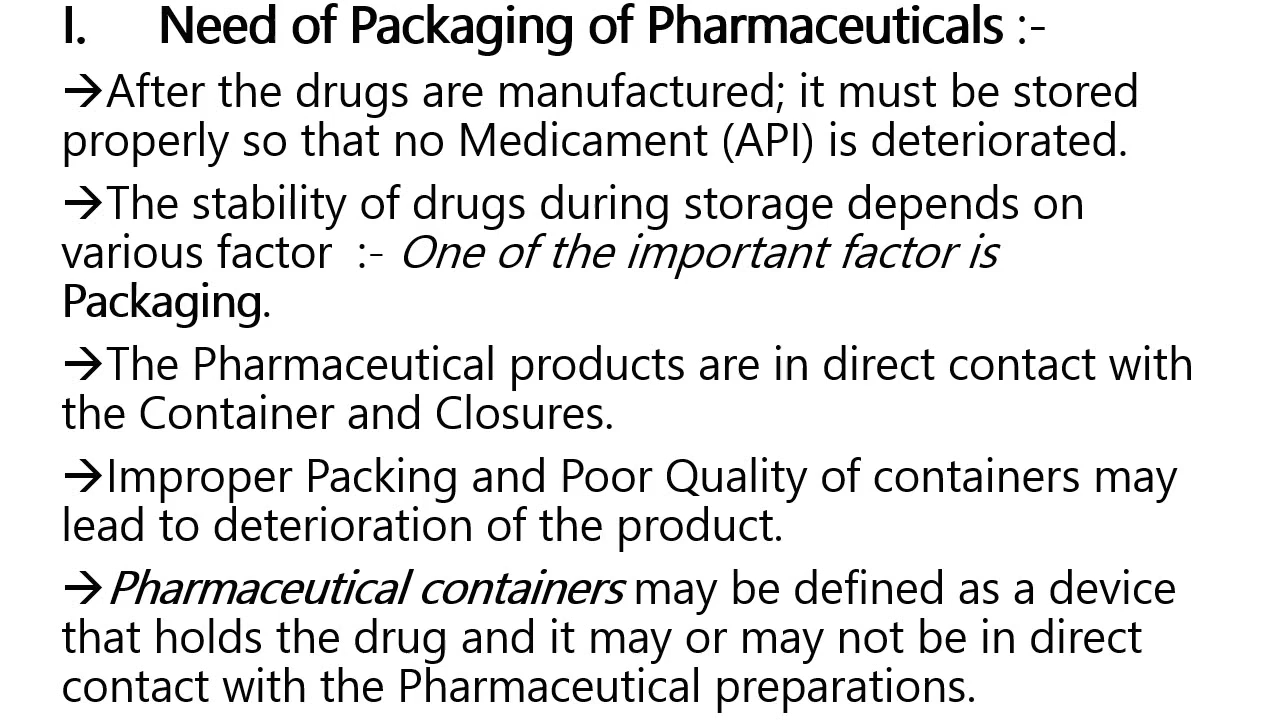 I. Need of Packaging of Pharmaceuticals :-
→After the drugs are manufactured; it must be stored
properly so that no Medicament (API) is deteriorated.
→The stability of drugs during storage depends on
various factor :- One of the important factor is
Packaging.
→The Pharmaceutical products are in direct contact with
the Container and Closures.
→Improper Packing and Poor Quality of containers may
lead to deterioration of the product.
→Pharmaceutical containers may be defined as a device
that holds the drug and it may or may not be in direct
contact with the Pharmaceutical preparations.